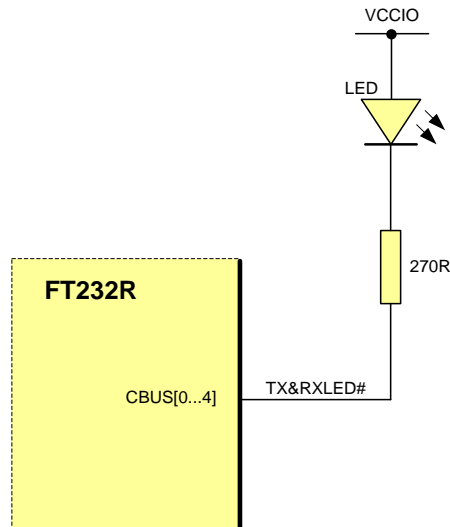 VCCIO
LED
270R
FT232R
TX&RXLED#
CBUS[0...4]